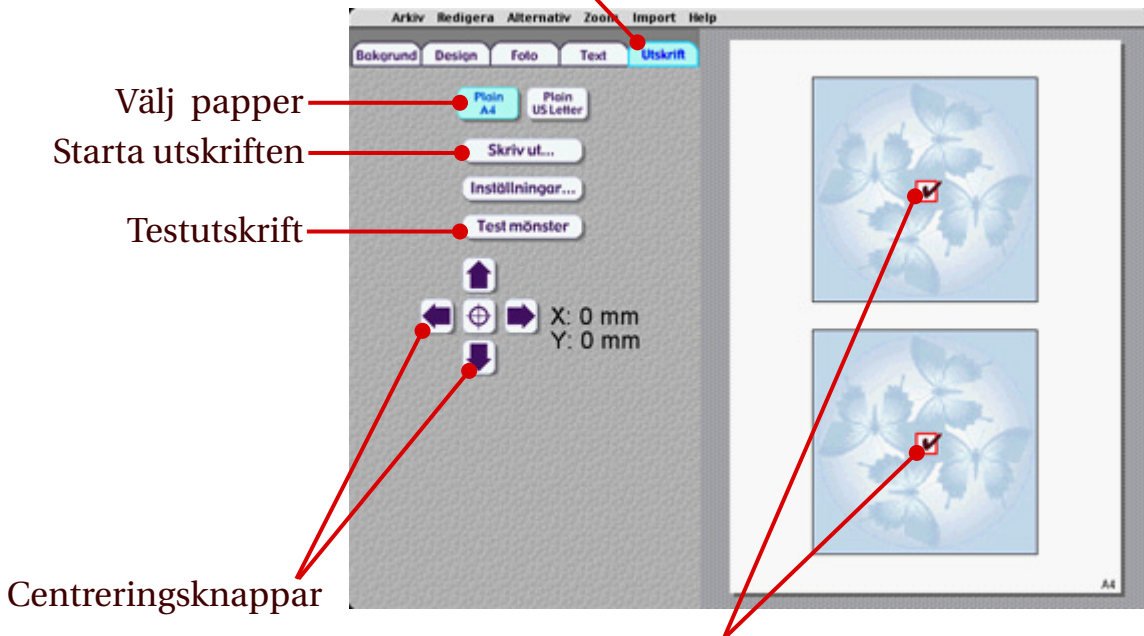 Arkiv Redigera Alternativ Zoom Import Help
Bakgrund Design Foto Text Utskrift
Välj papper
Plain A4
Plain US Letter
Starta utskriften
Skriv ut...
Inställningar...
Testutskrift
Test mönster
X: 0 mm
Y: 0 mm
Centreringsknappar
A4